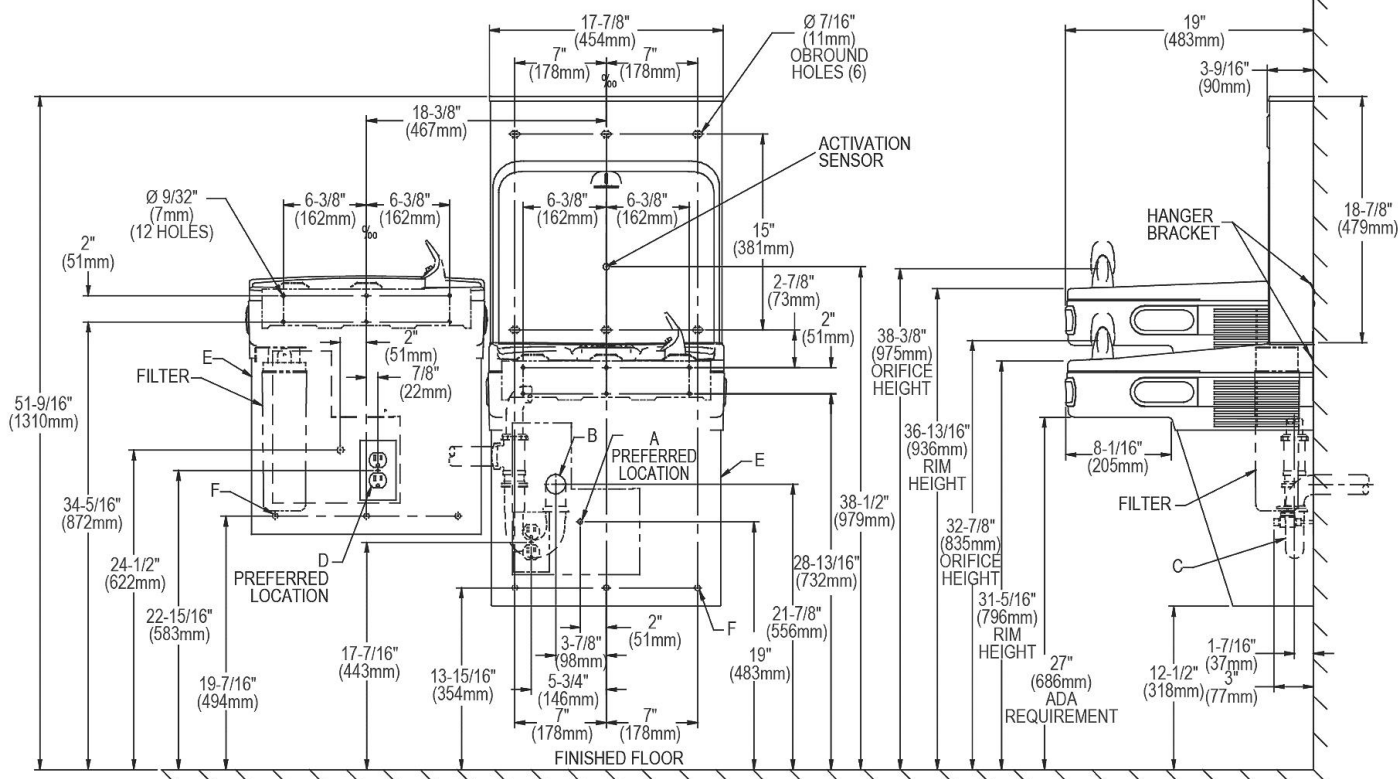 17-7/8"
(454mm)
7"
(178mm)
7"
(178mm)
‰
Ø 7/16"
(11mm)
OBROUND
HOLES (6)
19"
(483mm)
3-9/16"
(90mm)
18-3/8"
(467mm)
ACTIVATION
SENSOR
Ø 9/32"
(7mm)
(12 HOLES)
6-3/8"
(162mm)
6-3/8"
(162mm)
‰
6-3/8"
(162mm)
6-3/8"
(162mm)
15"
(381mm)
HANGER
BRACKET
18-7/8"
(479mm)
2"
(51mm)
2-7/8"
(73mm)
2"
(51mm)
2"
(51mm)
7/8"
(22mm)
E
FILTER
38-3/8"
(975mm)
ORIFICE
HEIGHT
51-9/16"
(1310mm)
36-13/16"
(936mm)
RIM
HEIGHT
B
A
PREFERRED
LOCATION
E
8-1/16"
(205mm)
FILTER
F
34-5/16"
(872mm)
38-1/2"
(979mm)
32-7/8"
(835mm)
ORIFICE
HEIGHT
24-1/2"
(622mm)
D
PREFERRED
LOCATION
28-13/16"
(732mm)
C
31-5/16"
(796mm)
RIM
HEIGHT
22-15/16"
(583mm)
21-7/8"
(556mm)
F
2"
(51mm)
3-7/8"
(98mm)
5-3/4"
(146mm)
7"
(178mm)
7"
(178mm)
19"
(483mm)
17-7/16"
(443mm)
13-15/16"
(354mm)
19-7/16"
(494mm)
27"
(686mm)
ADA
REQUIREMENT
12-1/2"
(318mm)
1-7/16"
(37mm)
3"
(77mm)
FINISHED FLOOR